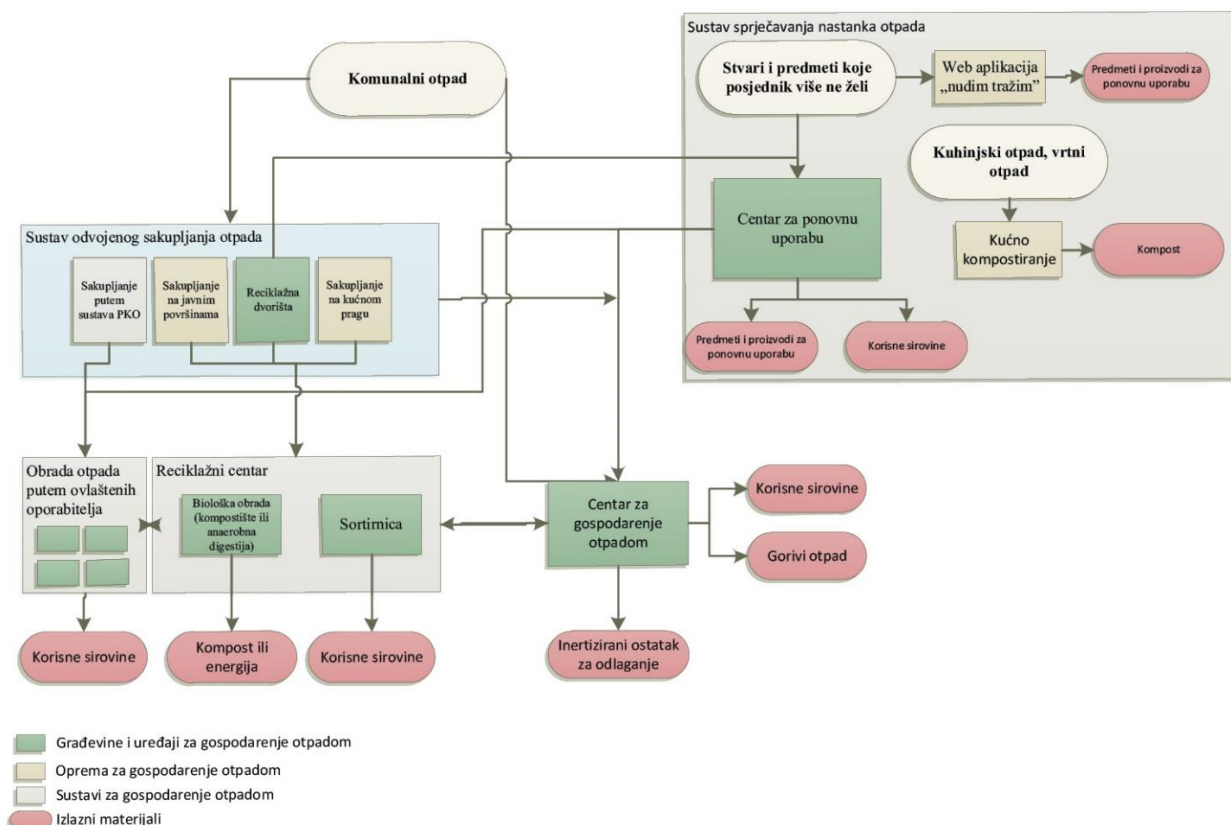 Sustav sprječavanja nastanka otpada
Komunalni otpad
Stvari i predmeti koje
posjednik više ne želi
Web aplikacija
„nudim tražim”
Predmeti i proizvodi za
ponovnu uporabu
Kuhinjski otpad, vrtni
otpad
Centar za ponovnu
uporabu
Kućno
kompostiranje
Kompost
Predmeti i proizvodi za
ponovnu uporabu
Korisne sirovine
Sustav odvojenog sakupljanja otpada
Sakupljanje
putem
sustava PKO
Sakupljanje
na javnim
površinama
Reciklažna
dvorišta
Sakupljanje
na kućnom
pragu
Obrada otpada
putem ovlaštenih
oporabitelja
Reciklažni centar
Biološka obrada
(kompostište ili
anaerobna
digestija)
Sortirnica
Centar za
gospodarenje
otpadom
Korisne sirovine
Gorivi otpad
Korisne sirovine
Kompost ili
energija
Korisne sirovine
Inertizirani ostatak
za odlaganje
Građevine i uređaji za gospodarenje otpadom
Oprema za gospodarenje otpadom
Sustavi za gospodarenje otpadom
Izlazni materijali